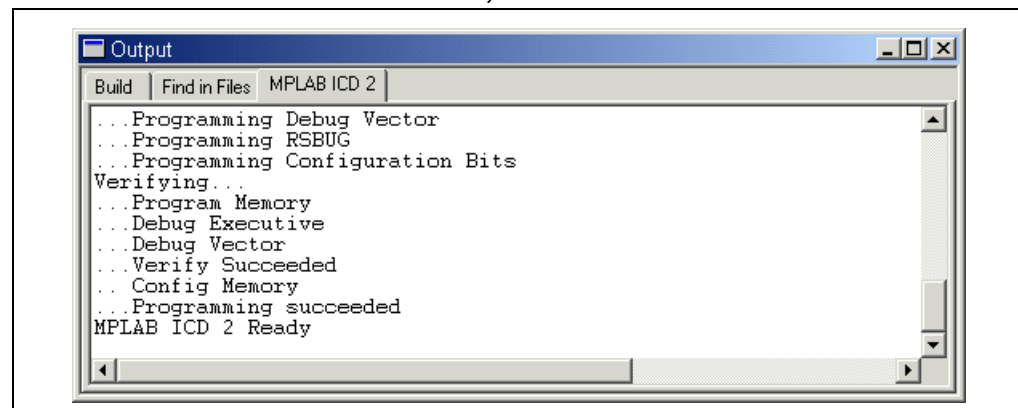 Output
Build Find in Files MPLAB ICD 2
...Programming Debug Vector
...Programming RSBUG
...Programming Configuration Bits
Verifying...
...Program Memory
...Debug Executive
...Debug Vector
...Verify Succeeded
.. Config Memory
...Programming succeeded
MPLAB ICD 2 Ready